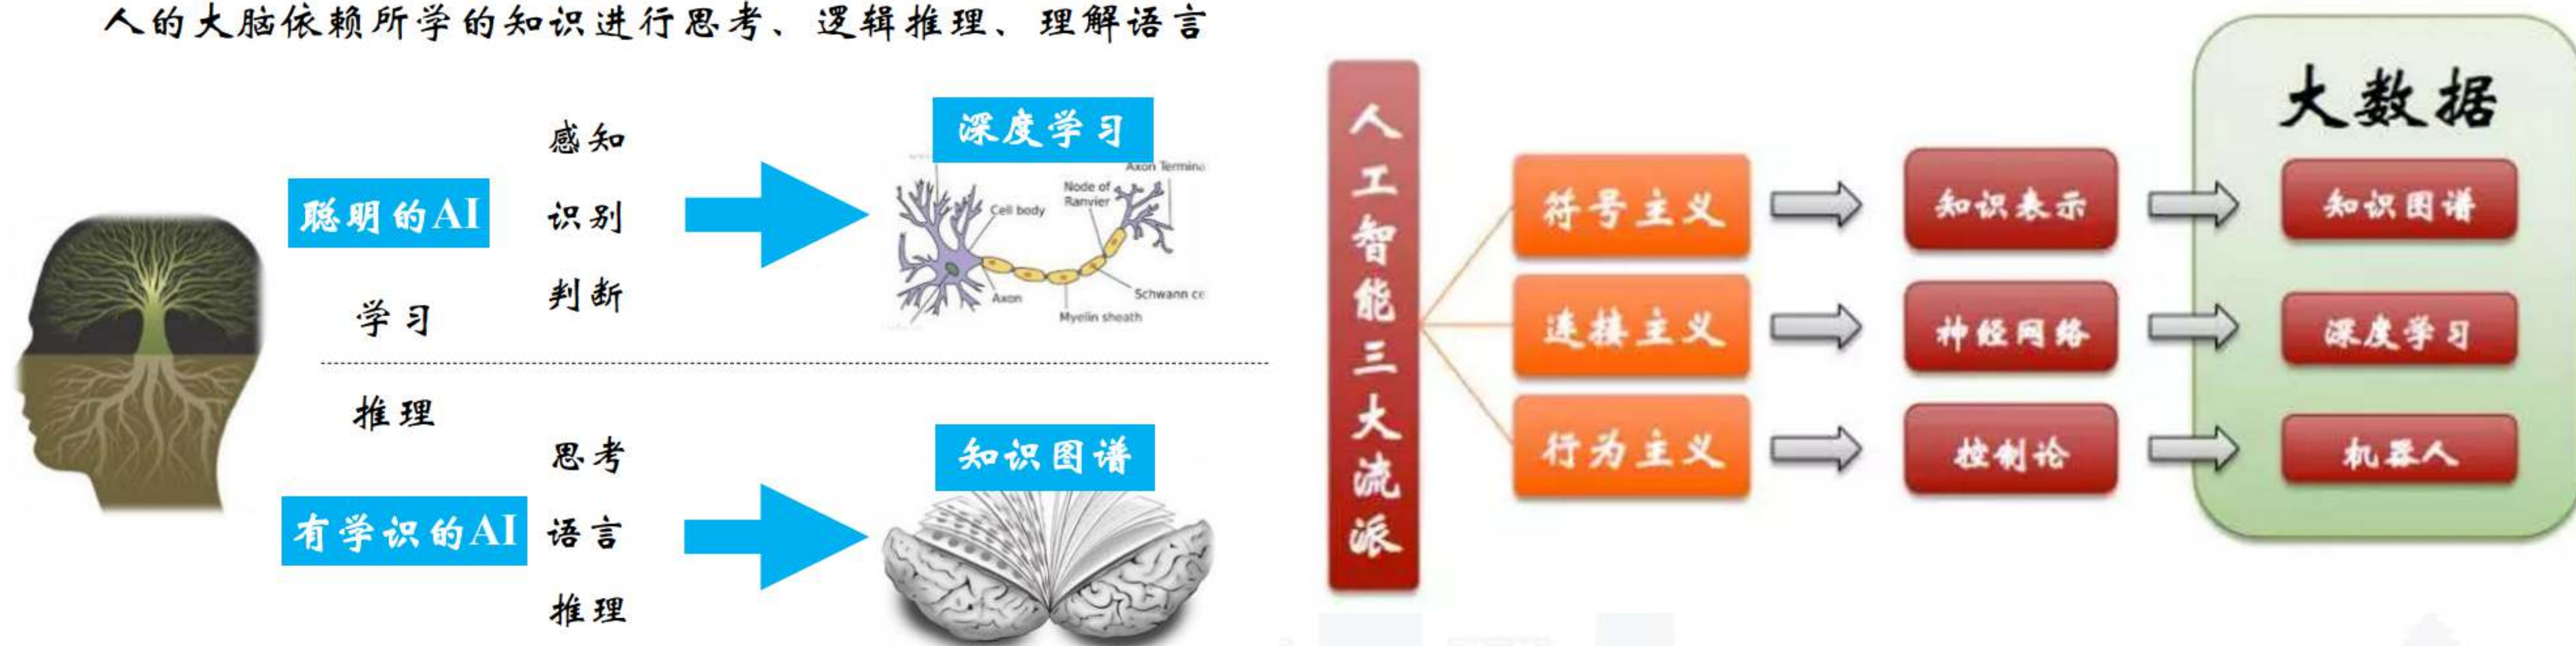 人的大脑依赖所学的知识进行思考、逻辑推理、理解语言
聪明的AI
学习
感知
识别
判断
深度学习
Axon Termina
Node of
Ranvier
Cell body
Axon
Schwann ce
Myelin sheath
推理
有学识的AI
思考
语言
推理
知识图谱
人工智能三大流派
符号主义
知识表示
连接主义
神经网络
行为主义
控制论
大数据
知识图谱
深度学习
机器人